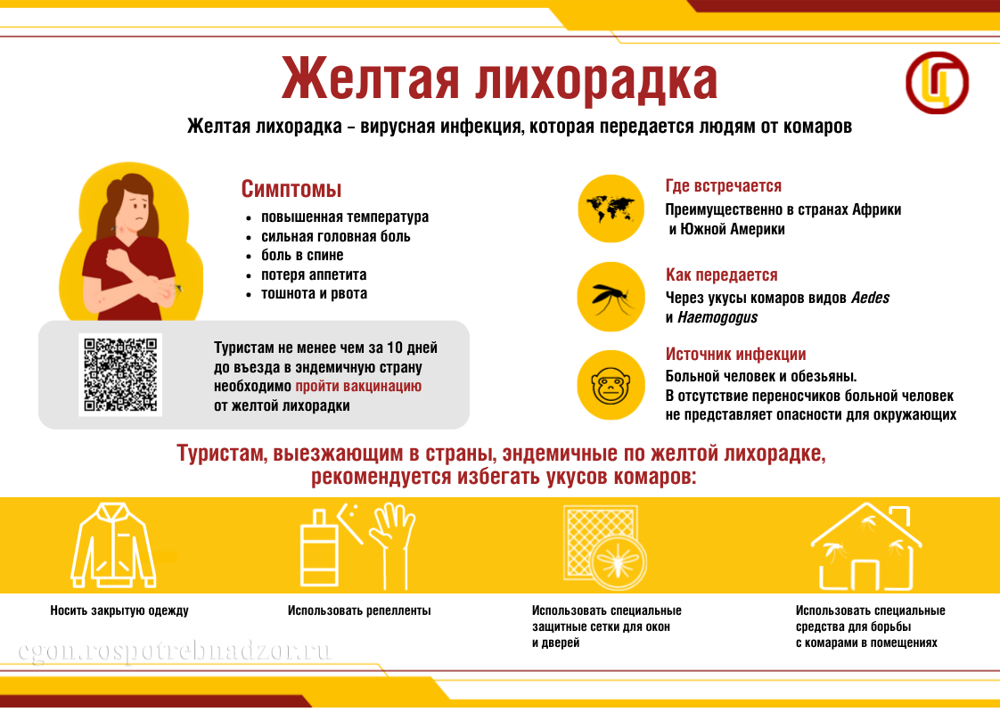 Желтая лихорадка
Желтая лихорадка – вирусная инфекция, которая передается людям от комаров
Симптомы
• повышенная температура
• сильная головная боль
• боль в спине
• потеря аппетита
• тошнота и рвота
Туристам не менее чем за 10 дней
до въезда в эндемичную страну
необходимо пройти вакцинацию
от желтой лихорадки
Где встречается
Преимущественно в странах Африки
и Южной Америки
Как передается
Через укусы комаров видов Aedes
и Haemogogus
Источник инфекции
Больной человек и обезьяны.
В отсутствие переносчиков больной человек
не представляет опасности для окружающих
Туристам, выезжающим в страны, эндемичные по желтой лихорадке,
рекомендуется избегать укусов комаров:
Носить закрытую одежду
Использовать репелленты
Использовать специальные
защитные сетки для окон
и дверей
Использовать специальные
средства для борьбы
с комарами в помещениях
cgon.rospotrebnadzor.ru